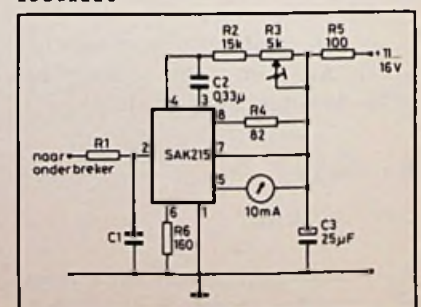 R2
15k
R3
5k
R5
100
+11...
16V
C2
0,33µ
4
3
8
R4
82
R1
2
SAK215
7
naar
onderbreker
5
10mA
6
1
R6
160
C1
C3
25µF